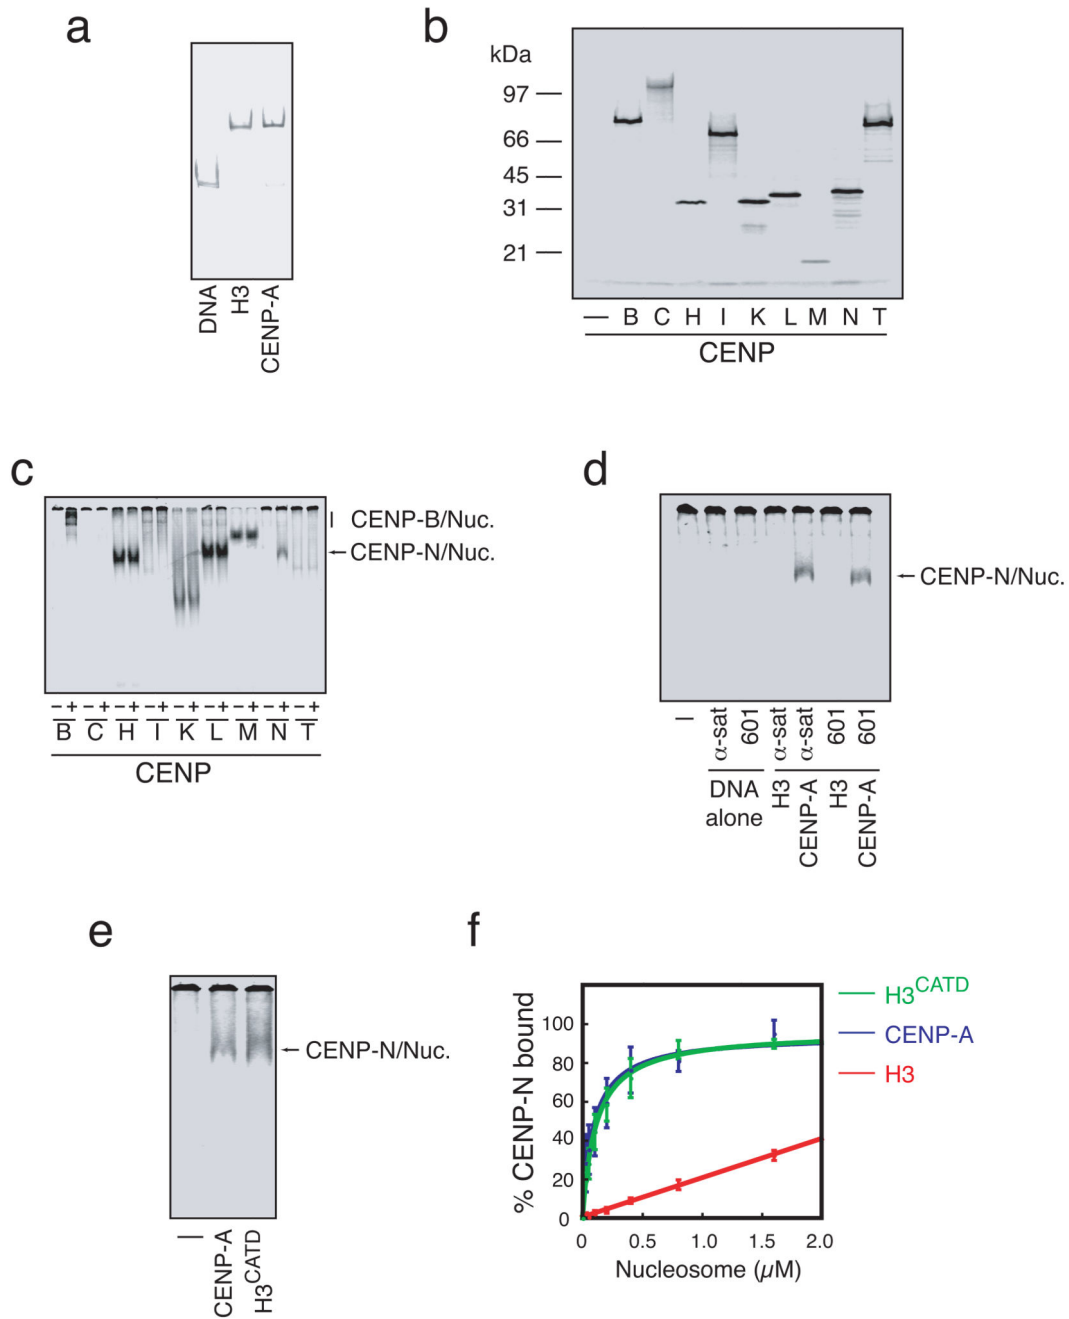 a
DNA
H3
CENP-A
b
kDa
97
66
45
31
21
— B C H I K L M N T
CENP
c
CENP-B/Nuc.
CENP-N/Nuc.
− + − + − + − + − + − + − + − + − +
B C H I K L M N T
CENP
d
CENP-N/Nuc.
—
α-sat
601
α-sat
α-sat
601
601
DNA
alone
H3
CENP-A
H3
CENP-A
e
CENP-N/Nuc.
—
CENP-A
H3CATD
f
% CENP-N bound
100
80
60
40
20
0
0 0.5 1.0 1.5 2.0
Nucleosome (μM)
H3CATD
CENP-A
H3